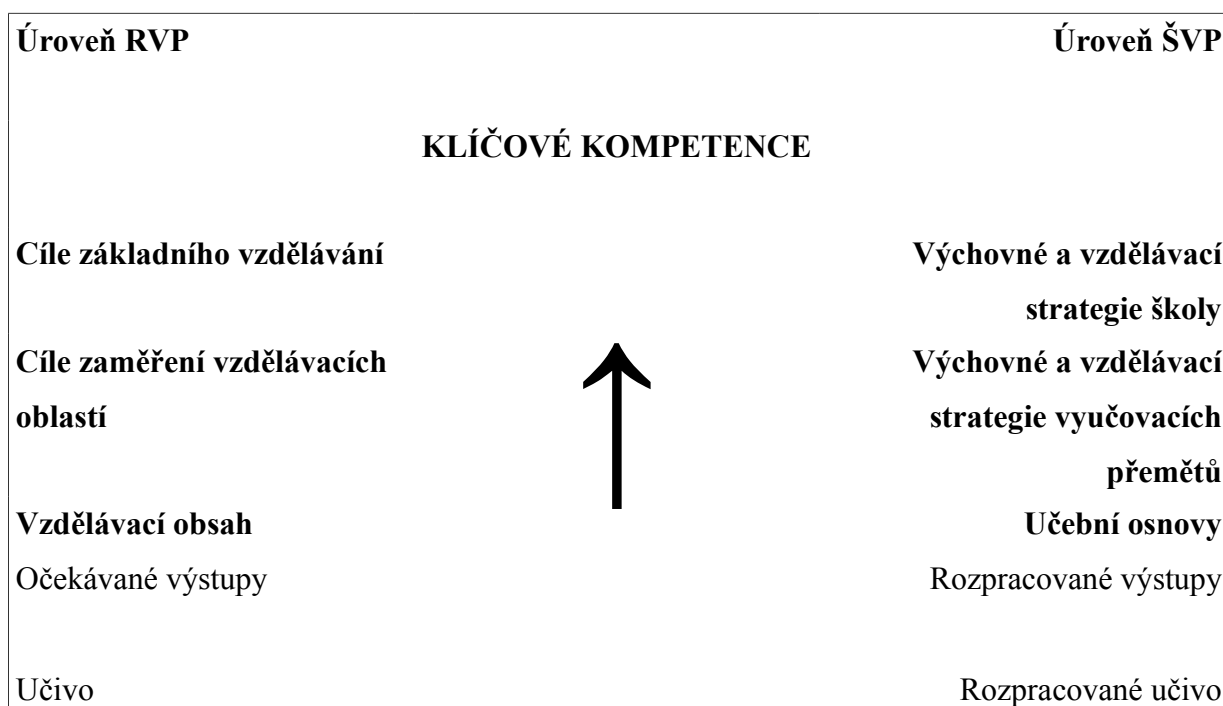 Úroveň RVP Úroveň ŠVP
KLÍČOVÉ KOMPETENCE
Cíle základního vzdělávání Výchovné a vzdělávací
strategie školy
Cíle zaměření vzdělávacích Výchovné a vzdělávací
oblastí strategie vyučovacích
přemětů
Vzdělávací obsah Učební osnovy
Očekávané výstupy Rozpracované výstupy
Učivo Rozpracované učivo